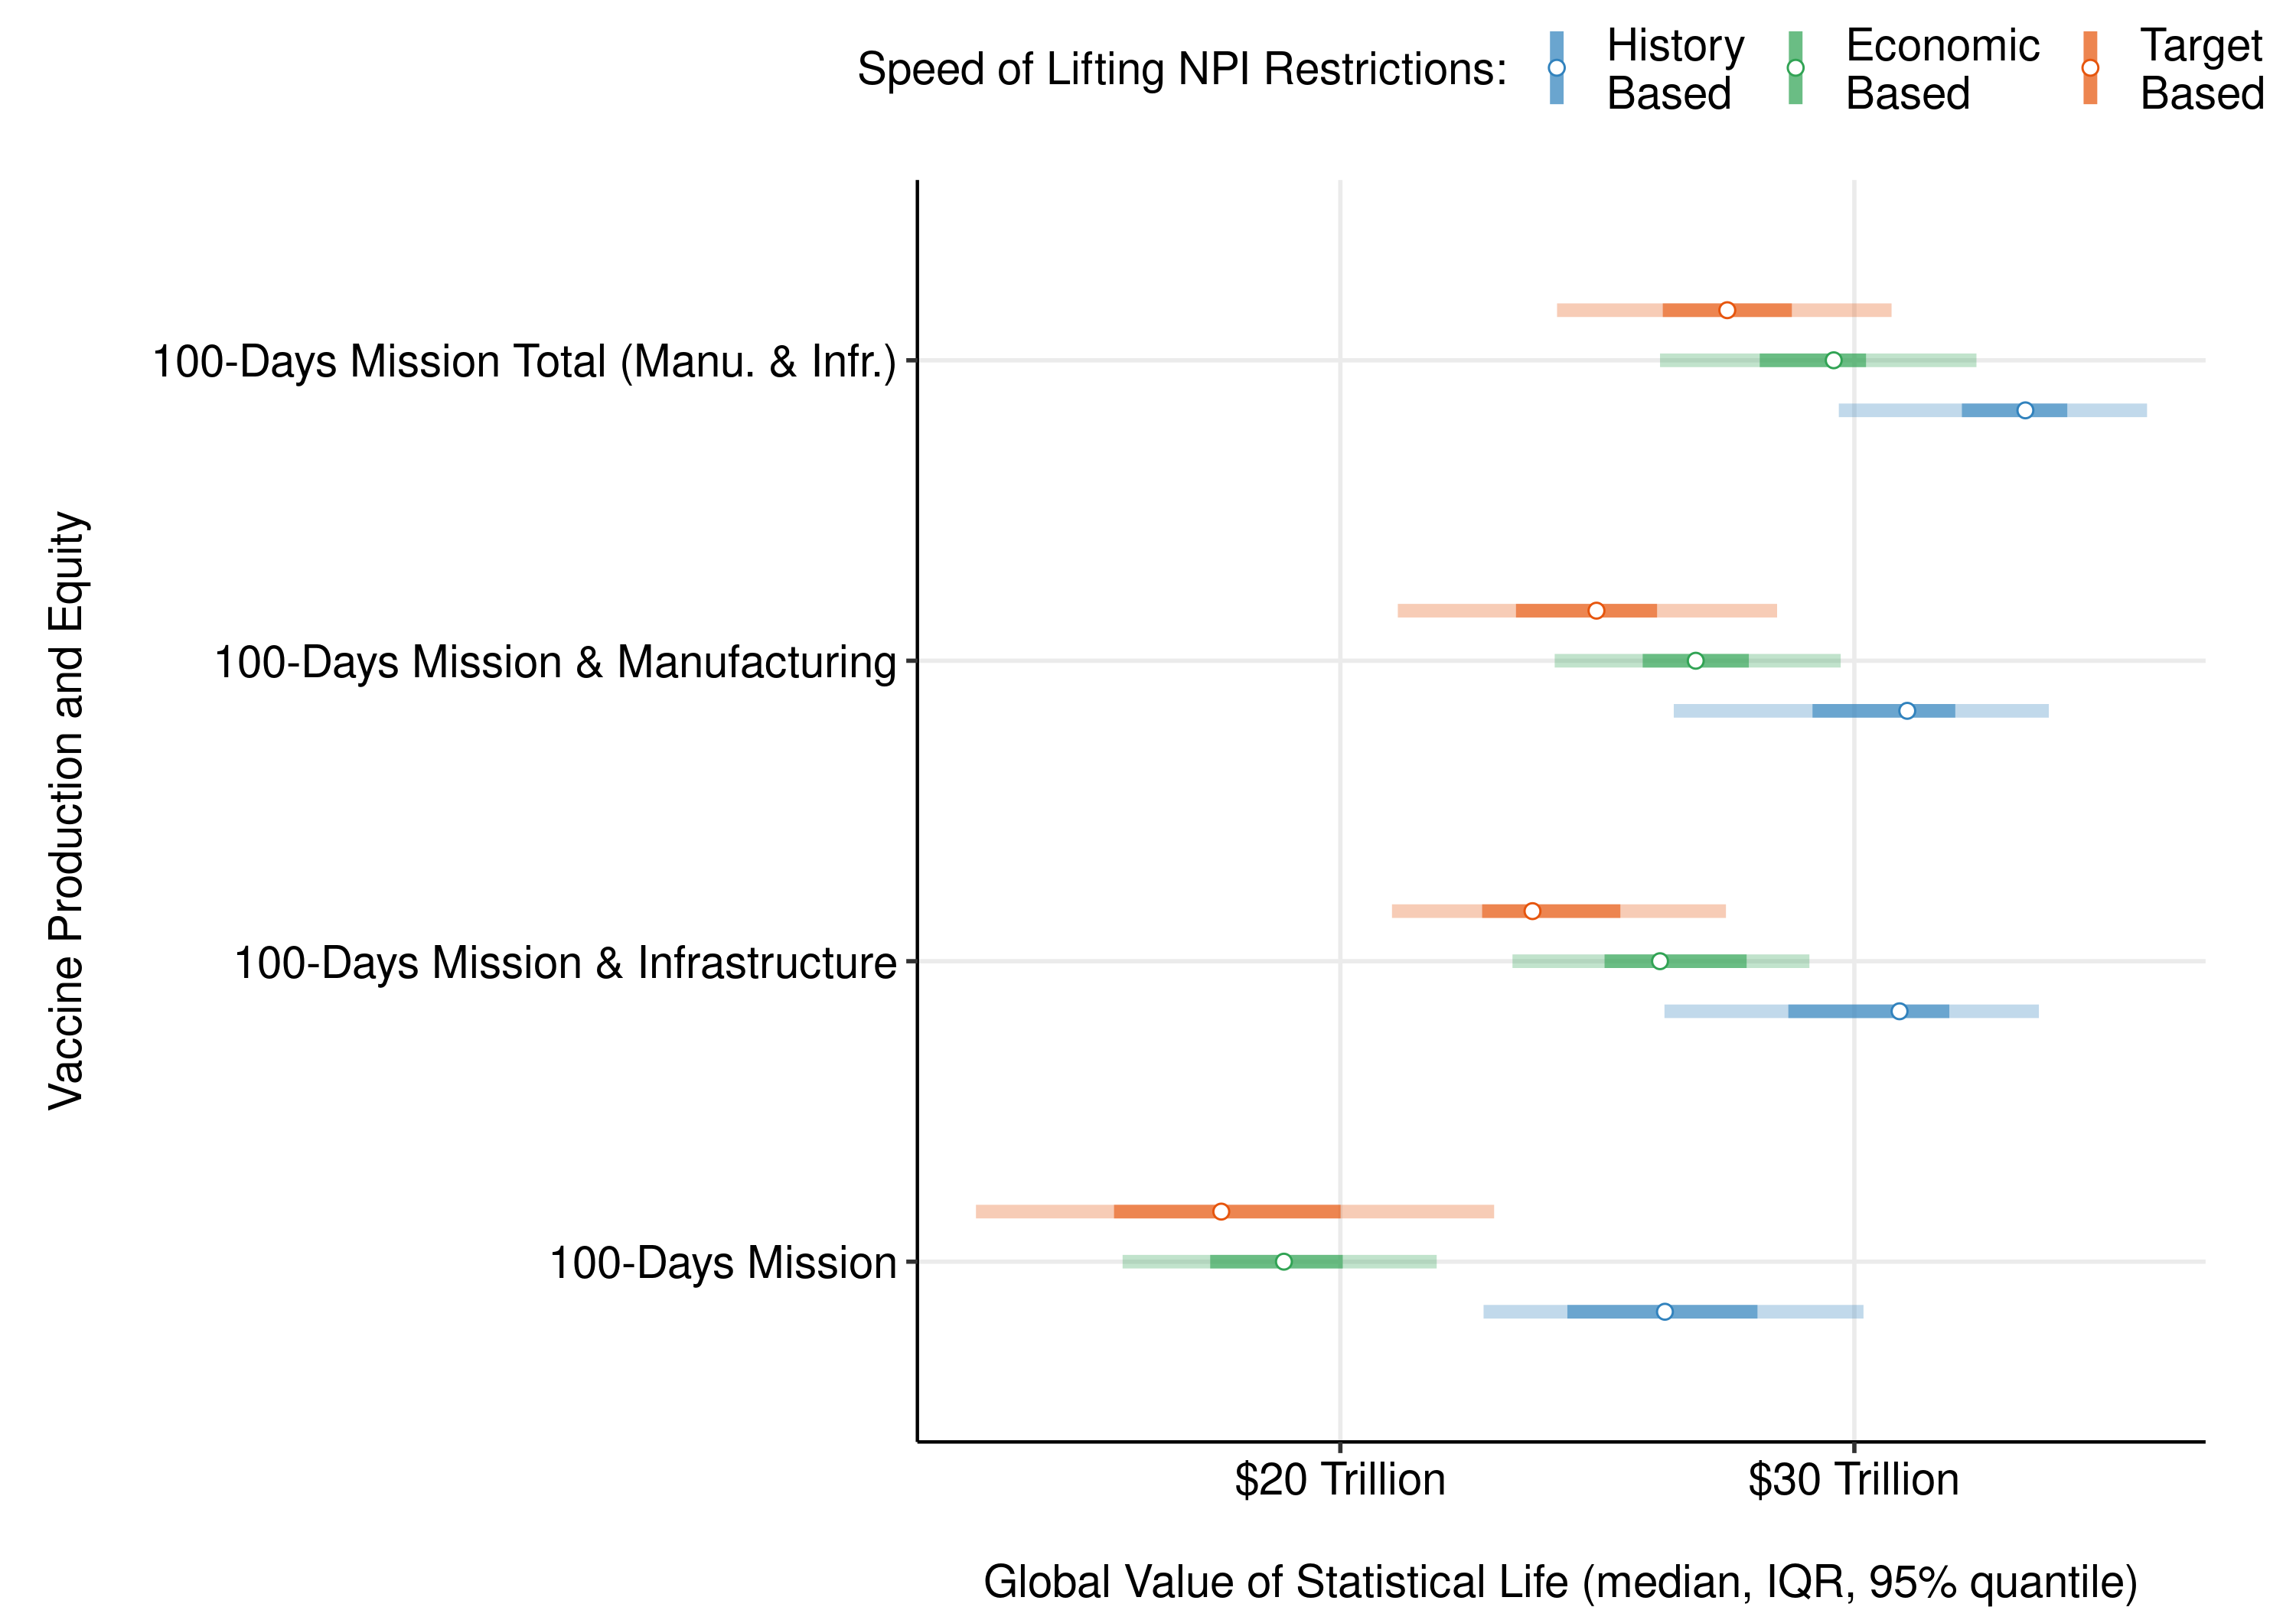 Speed of Lifting NPI Restrictions:
History
Based
Economic
Based
Target
Based
Vaccine Production and Equity
100-Days Mission Total (Manu. & Infr.)
100-Days Mission & Manufacturing
100-Days Mission & Infrastructure
100-Days Mission
$20 Trillion
$30 Trillion
Global Value of Statistical Life (median, IQR, 95% quantile)